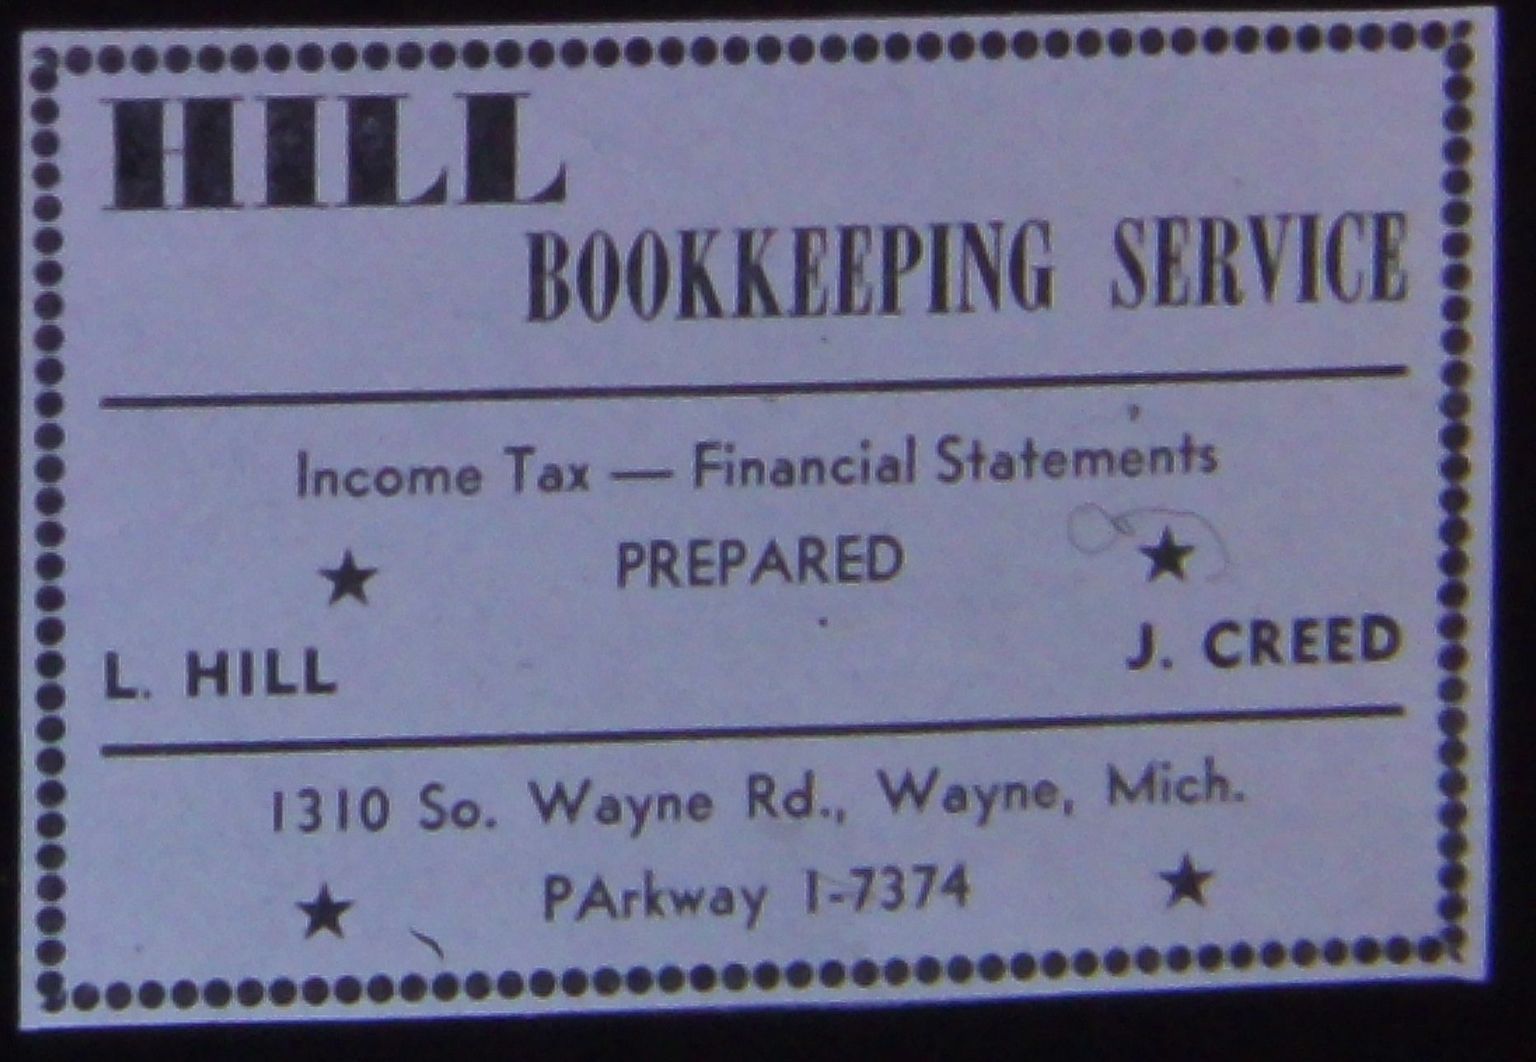 HILL
BOOKKEEPING SERVICE
Income Tax — Financial Statements
PREPARED
L. HILL
J. CREED
1310 So. Wayne Rd., Wayne, Mich.
PArkway 1-7374